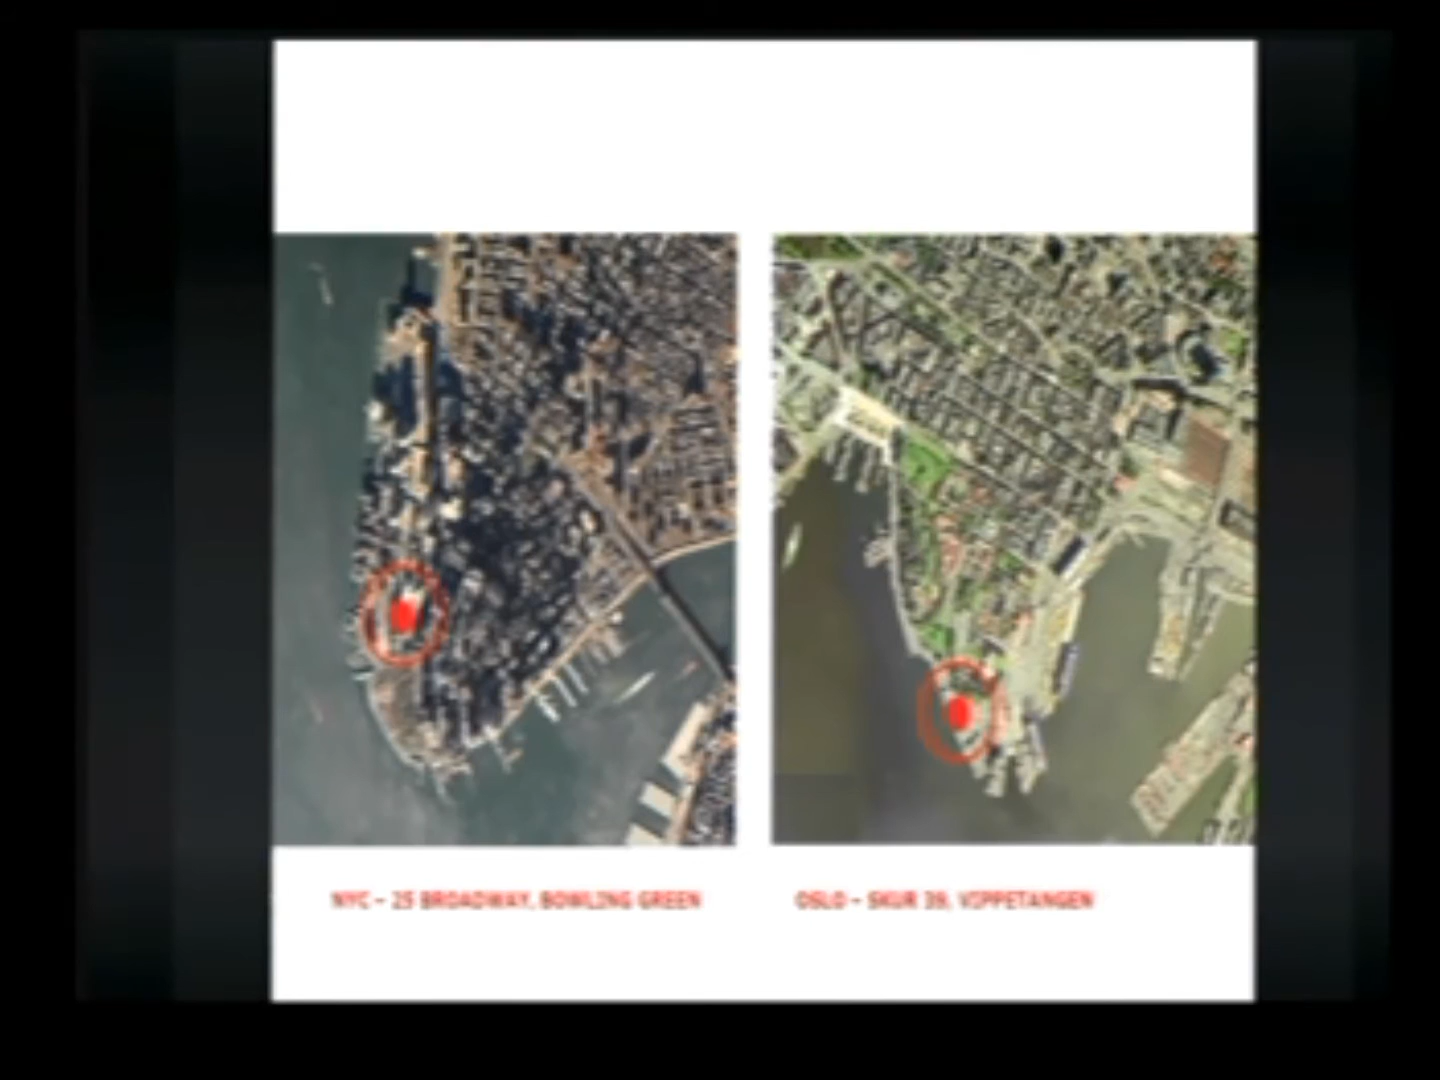 NYC – 25 BROADWAY, BOWLING GREEN
OSLO – SKUR 39, VIPPETANGEN